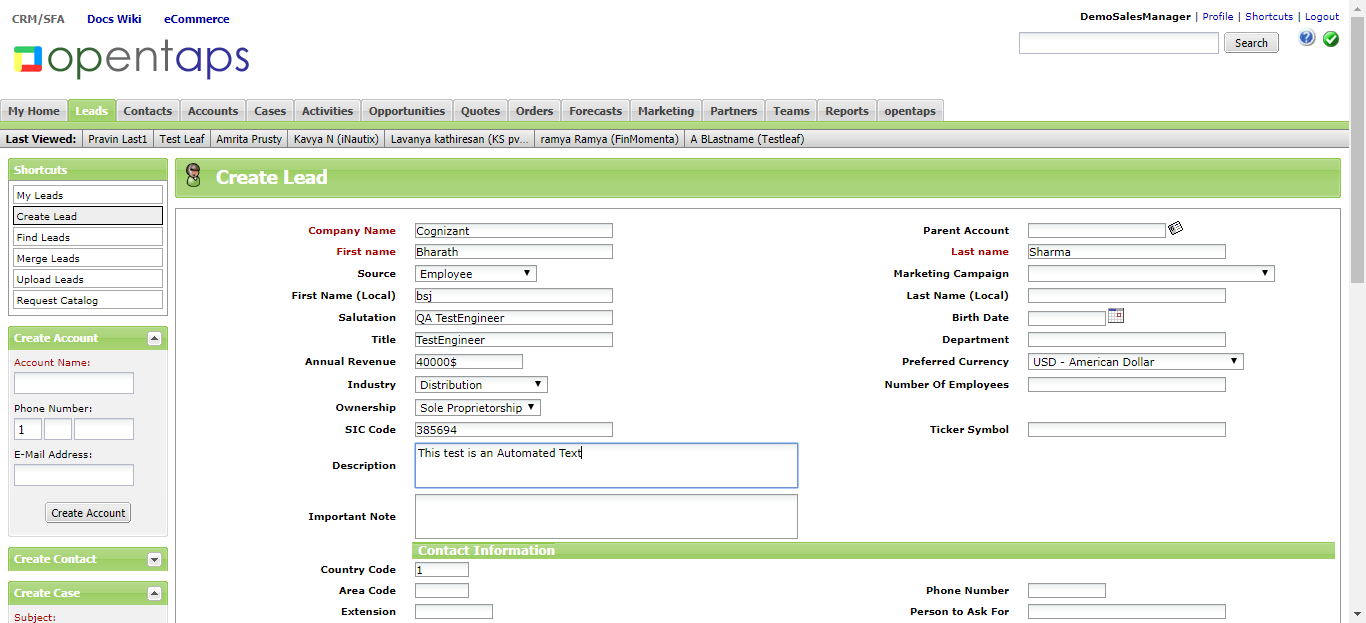 CRM/SFA Docs Wiki eCommerce
DemoSalesManager | Profile | Shortcuts | Logout
opentaps
Search
My Home Leads Contacts Accounts Cases Activities Opportunities Quotes Orders Forecasts Marketing Partners Teams Reports opentaps
Last Viewed: Pravin Last1 Test Leaf Amrita Prusty Kavya N (iNautix) Lavanya kathiresan (KS pv... ramya Ramya (FinMomenta) A BLastname (Testleaf)
Shortcuts
My Leads
Create Lead
Find Leads
Merge Leads
Upload Leads
Request Catalog
Create Account
Account Name:
Phone Number:
1
E-Mail Address:
Create Account
Create Contact
Create Case
Subject:
Create Lead
Company Name Cognizant Parent Account
First name Bharath Last name Sharma
Source Employee Marketing Campaign
First Name (Local) bsj Last Name (Local)
Salutation QA TestEngineer Birth Date
Title TestEngineer Department
Annual Revenue 40000$ Preferred Currency USD - American Dollar
Industry Distribution Number Of Employees
Ownership Sole Proprietorship
SIC Code 385694 Ticker Symbol
Description This test is an Automated Text
Important Note
Contact Information
Country Code 1
Area Code Phone Number
Extension Person to Ask For